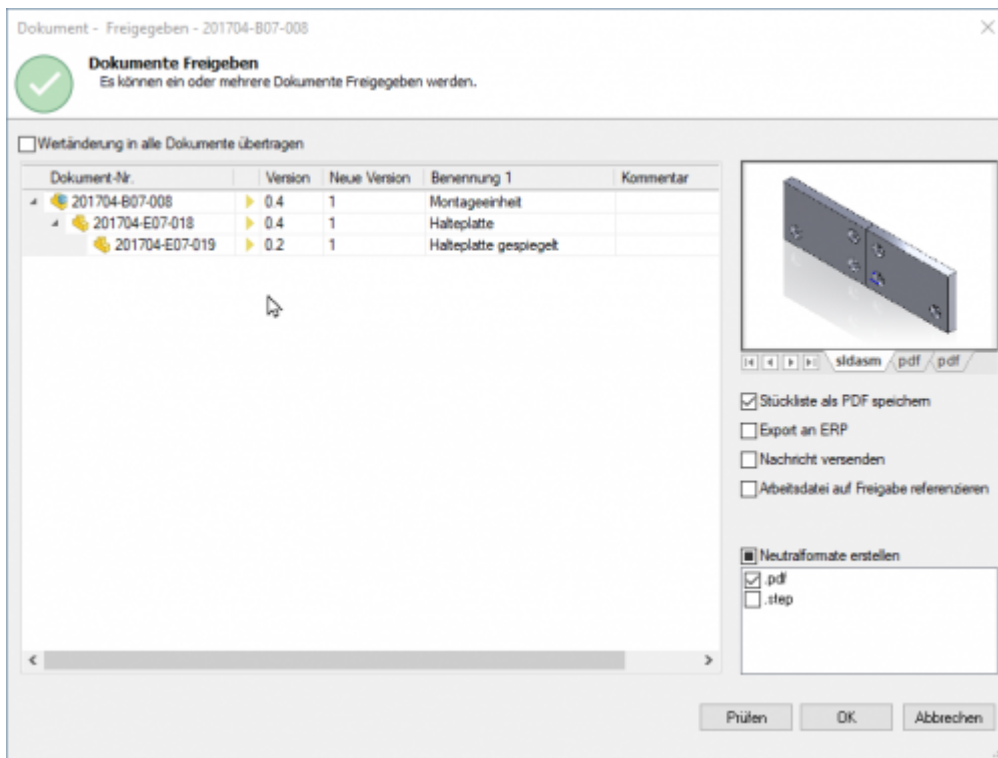 Dokument - Freigegeben - 201704-B07-008
Dokumente Freigeben
Es können ein oder mehrere Dokumente Freigegeben werden.
Wertänderung in alle Dokumente übertragen
Dokument-Nr. Version Neue Version Benennung 1 Kommentar
201704-B07-008 0.4 1 Montageeinheit
201704-E07-018 0.4 1 Halteplatte
201704-E07-019 0.2 1 Halteplatte gespiegelt
sldasm pdf pdf
Stückliste als PDF speichern
Export an ERP
Nachricht versenden
Arbeitsdatei auf Freigabe referenzieren
Neutralformate erstellen
.pdf
.step
Prüfen OK Abbrechen